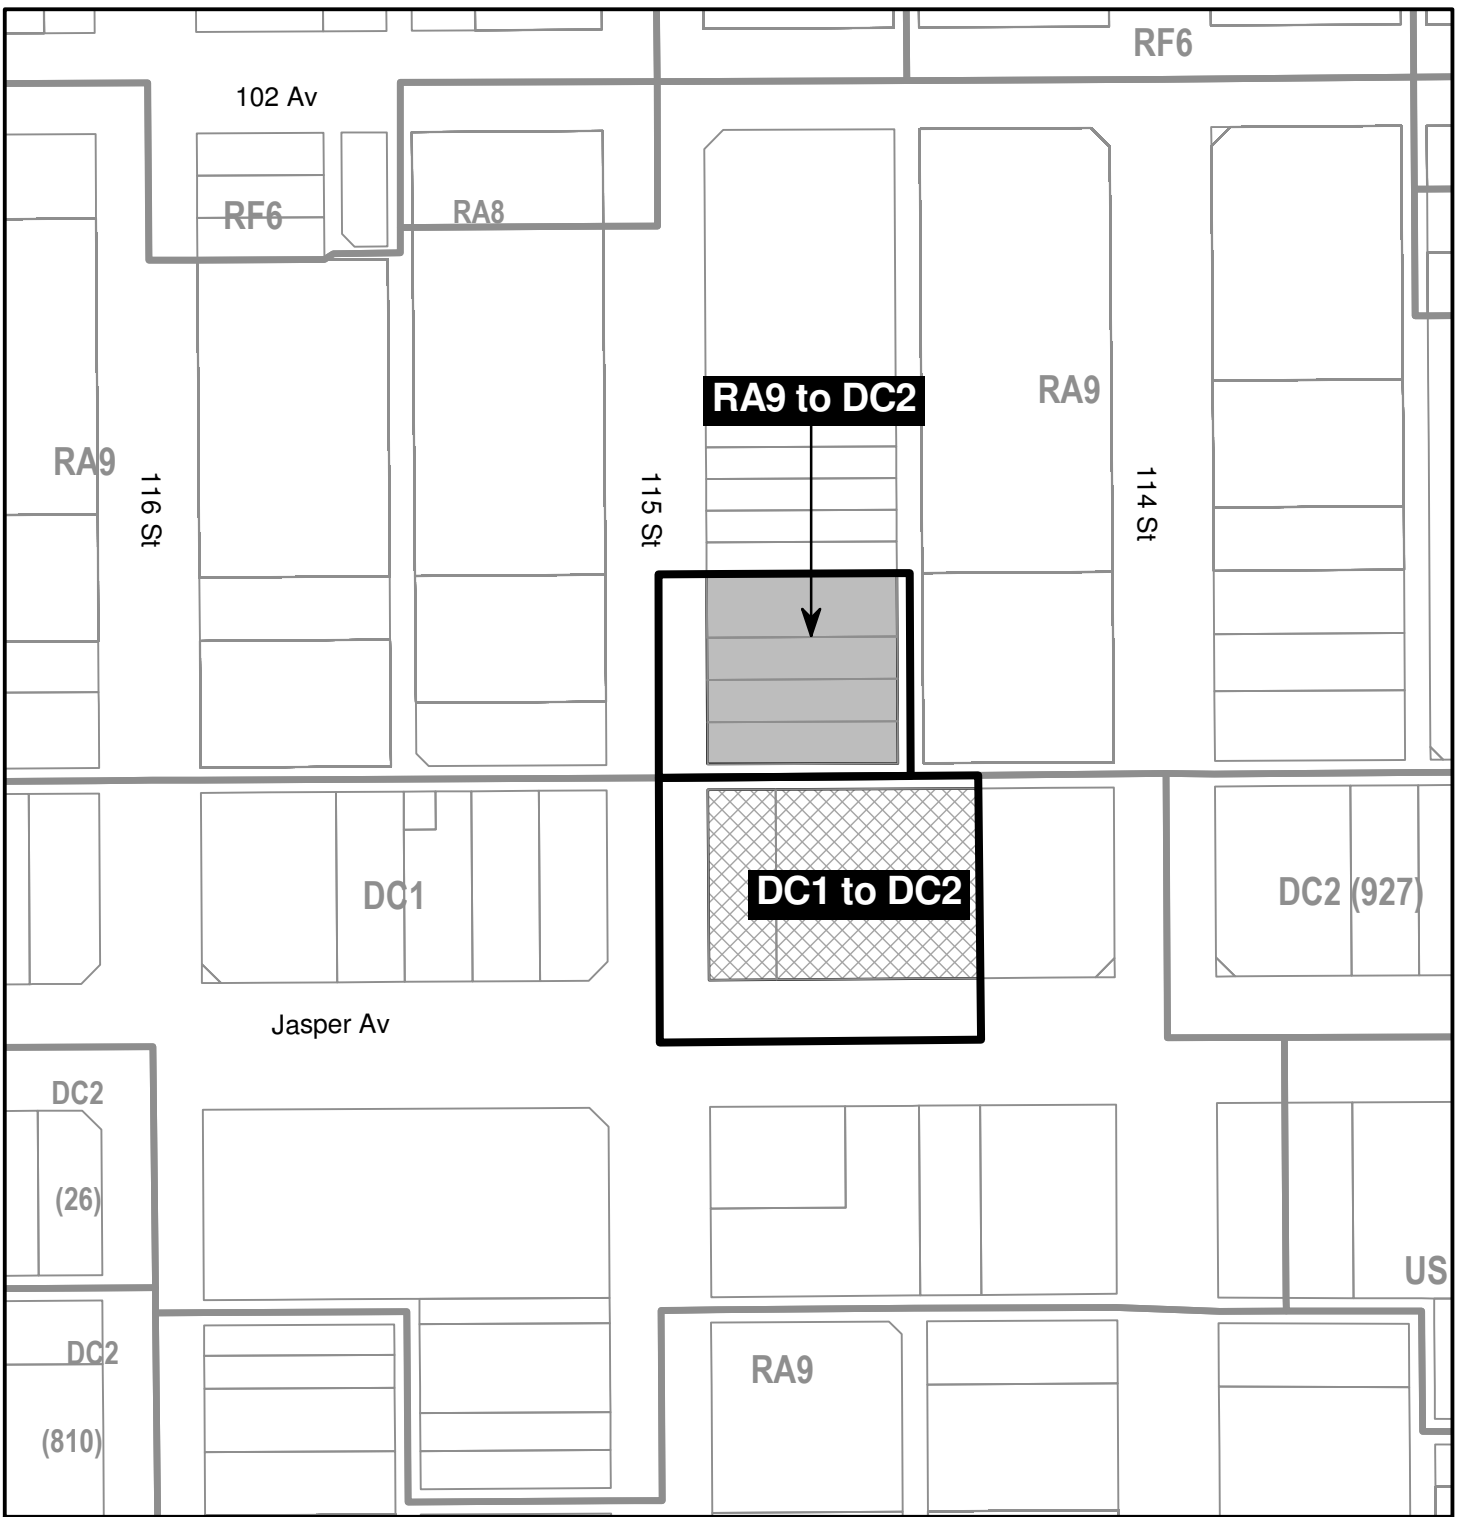 RF6
102 Av
RF6
RA8
RA9 to DC2
RA9
RA9
116 St
115 St
114 St
DC1 to DC2
DC1
DC2 (927)
Jasper Av
DC2
(26)
US
DC2
RA9
(810)